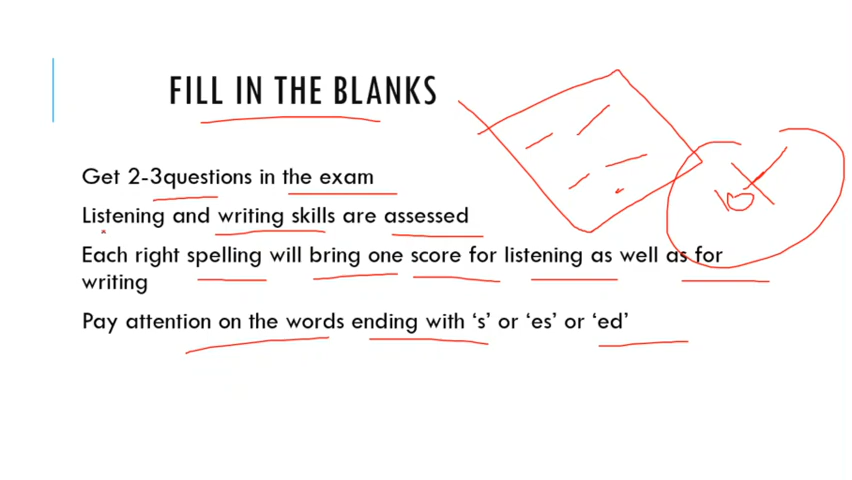 FILL IN THE BLANKS
Get 2-3questions in the exam
Listening and writing skills are assessed
Each right spelling will bring one score for listening as well as for
writing
Pay attention on the words ending with ‘s’ or ‘es’ or ‘ed’